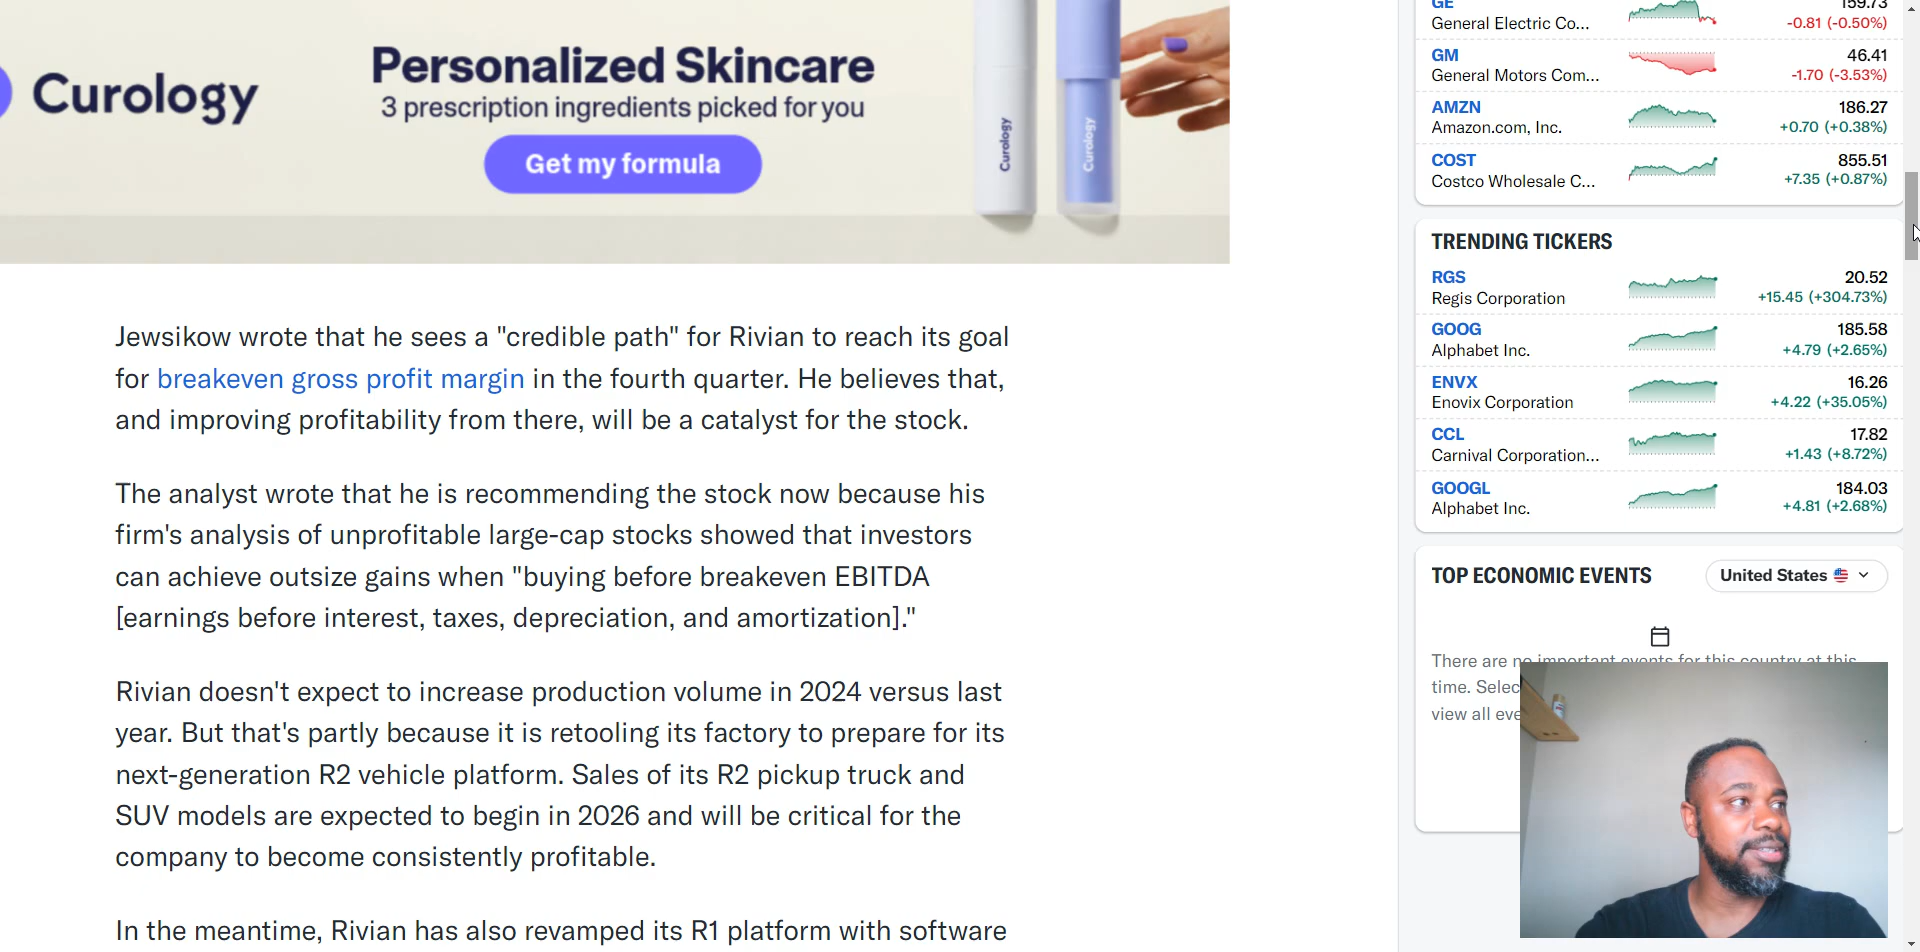 Curology
Personalized Skincare
3 prescription ingredients picked for you
Get my formula
Curology
Curology
Jewsikow wrote that he sees a "credible path" for Rivian to reach its goal
for breakeven gross profit margin in the fourth quarter. He believes that,
and improving profitability from there, will be a catalyst for the stock.
The analyst wrote that he is recommending the stock now because his
firm's analysis of unprofitable large-cap stocks showed that investors
can achieve outsize gains when "buying before breakeven EBITDA
[earnings before interest, taxes, depreciation, and amortization]."
Rivian doesn't expect to increase production volume in 2024 versus last
year. But that's partly because it is retooling its factory to prepare for its
next-generation R2 vehicle platform. Sales of its R2 pickup truck and
SUV models are expected to begin in 2026 and will be critical for the
company to become consistently profitable.
In the meantime, Rivian has also revamped its R1 platform with software
GE 159.73
General Electric Co... -0.81 (-0.50%)
GM 46.41
General Motors Com... -1.70 (-3.53%)
AMZN 186.27
Amazon.com, Inc. +0.70 (+0.38%)
COST 855.51
Costco Wholesale C... +7.35 (+0.87%)
TRENDING TICKERS
RGS 20.52
Regis Corporation +15.45 (+304.73%)
GOOG 185.58
Alphabet Inc. +4.79 (+2.65%)
ENVX 16.26
Enovix Corporation +4.22 (+35.05%)
CCL 17.82
Carnival Corporation... +1.43 (+8.72%)
GOOGL 184.03
Alphabet Inc. +4.81 (+2.68%)
TOP ECONOMIC EVENTS United States
There are no important events for this country at this
time. Selec
view all eve